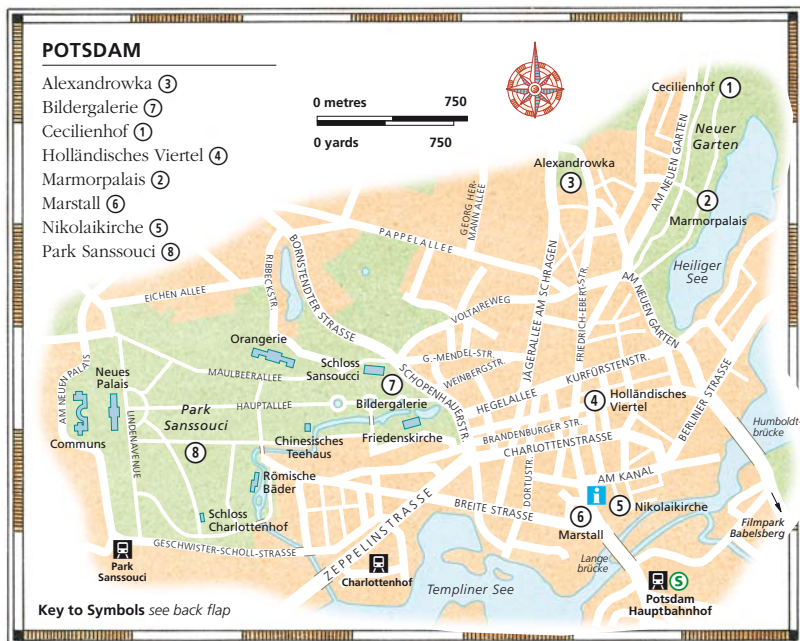 POTSDAM
Alexandrowka ③
Bildergalerie ⑦
Cecilienhof ①
Holländisches Viertel ④
Marmorpalais ②
Marstall ⑥
Nikolaikirche ⑤
Park Sanssouci ⑧
0 metres 750
0 yards 750
Cecilienhof ①
Neuer
Garten
AM NEUEN GARTEN
Alexandrowka
③
②
Marmorpalais
GEORG HER-
MANN ALLEE
PAPPELALLEE
Heiliger
See
RIBBECKSTR.
BORNSTENDTER STRASSE
JÄGERALLEE AM SCHRAGEN
FRIEDRICH-EBERT-STR.
AM NEUEN GARTEN
EICHEN ALLEE
VOLTAIREWEG
Orangerie
Schloss
Sansoucci
G.-MENDEL-STR.
WEINBERGSTR.
KURFÜRSTENSTR.
SCHOPENHAUERSTR.
MAULBEERALLEE
AM NEUEN PALAIS
Neues
Palais
⑦
Bildergalerie
HEGELALLEE
④
Holländisches
Viertel
BERLINER STRASSE
HAUPTALLEE
Park
Sanssouci
LINDENAVENUE
Communs
Chinesisches
Teehaus
Friedenskirche
BRANDENBURGER STR.
CHARLOTTENSTRASSE
Humboldt-
brücke
⑧
Römische
Bäder
AM KANAL
DORTUSTR.
Schloss
Charlottenhof
BREITE STRASSE
i
⑤
Nikolaikirche
⑥
Marstall
ZEPPELINSTRASSE
Filmpark
Babelsberg
GESCHWISTER-SCHOLL-STRASSE
Park
Sanssouci
Charlottenhof
Lange
brücke
Templiner See
S
Potsdam
Hauptbahnhof
Key to Symbols see back flap